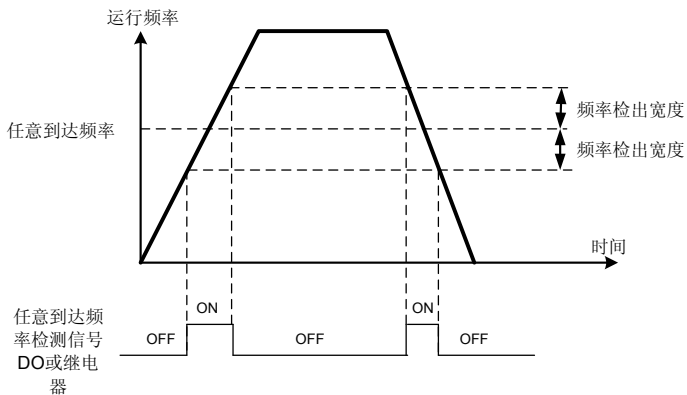 运行频率
频率检出宽度
任意到达频率
频率检出宽度
时间
任意到达频
率检测信号
DO或继电
器
OFF
ON
OFF
ON
OFF